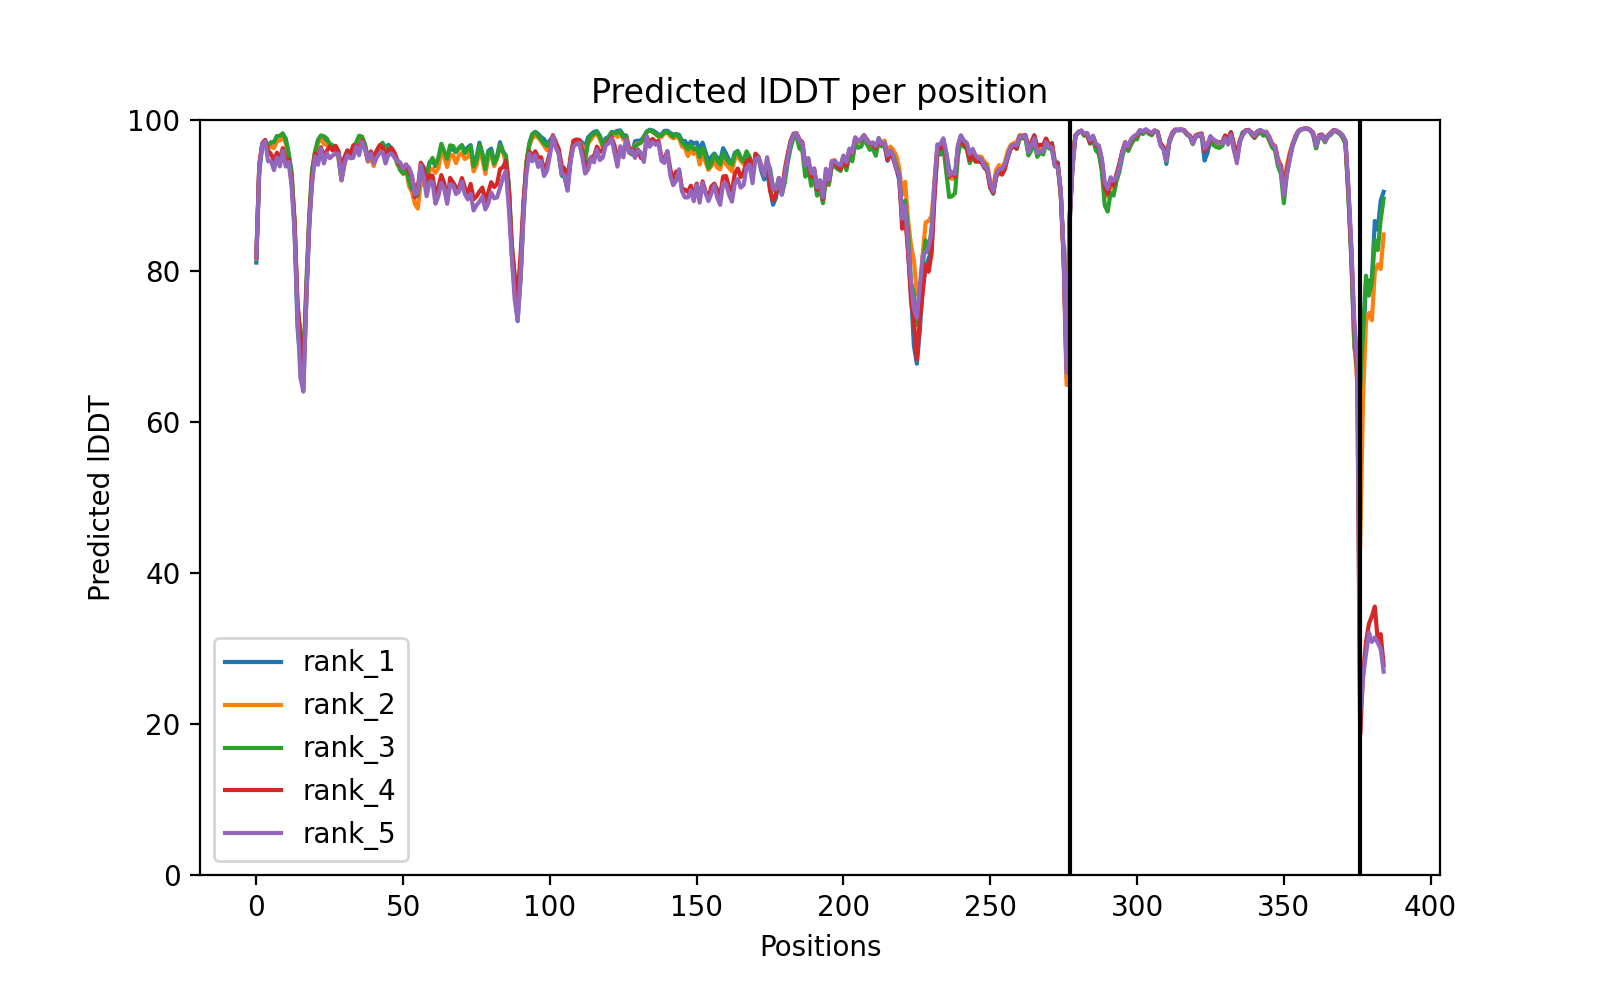 Predicted lDDT per position
Predicted lDDT
100
80
60
40
20
0
rank_1
rank_2
rank_3
rank_4
rank_5
0 50 100 150 200 250 300 350 400
Positions